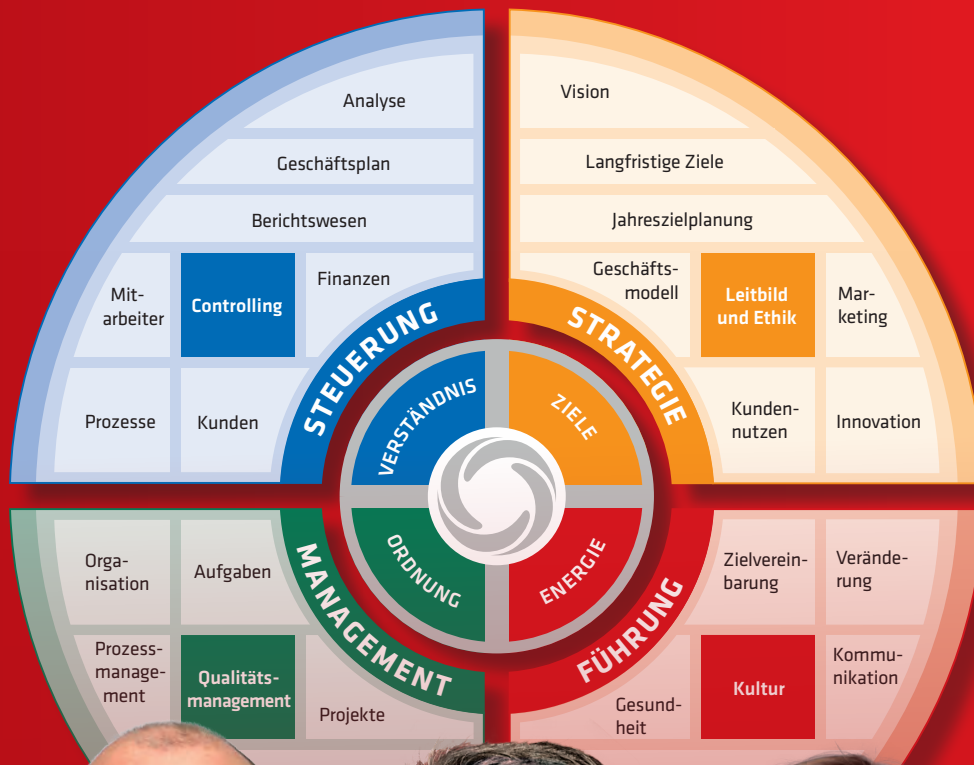 Analyse
Geschäftsplan
Berichtswesen
Mit-
arbeiter
Controlling
Finanzen
Prozesse
Kunden
STEUERUNG
VERSTÄNDNIS
Vision
Langfristige Ziele
Jahreszielplanung
Geschäfts-
modell
Leitbild
und Ethik
Mar-
keting
Kunden-
nutzen
Innovation
STRATEGIE
ZIELE
ORDNUNG
MANAGEMENT
Orga-
nisation
Aufgaben
Prozess-
manage-
ment
Qualitäts-
management
Projekte
ENERGIE
FÜHRUNG
Zielverein-
barung
Verände-
rung
Gesund-
heit
Kultur
Kommu-
nikation